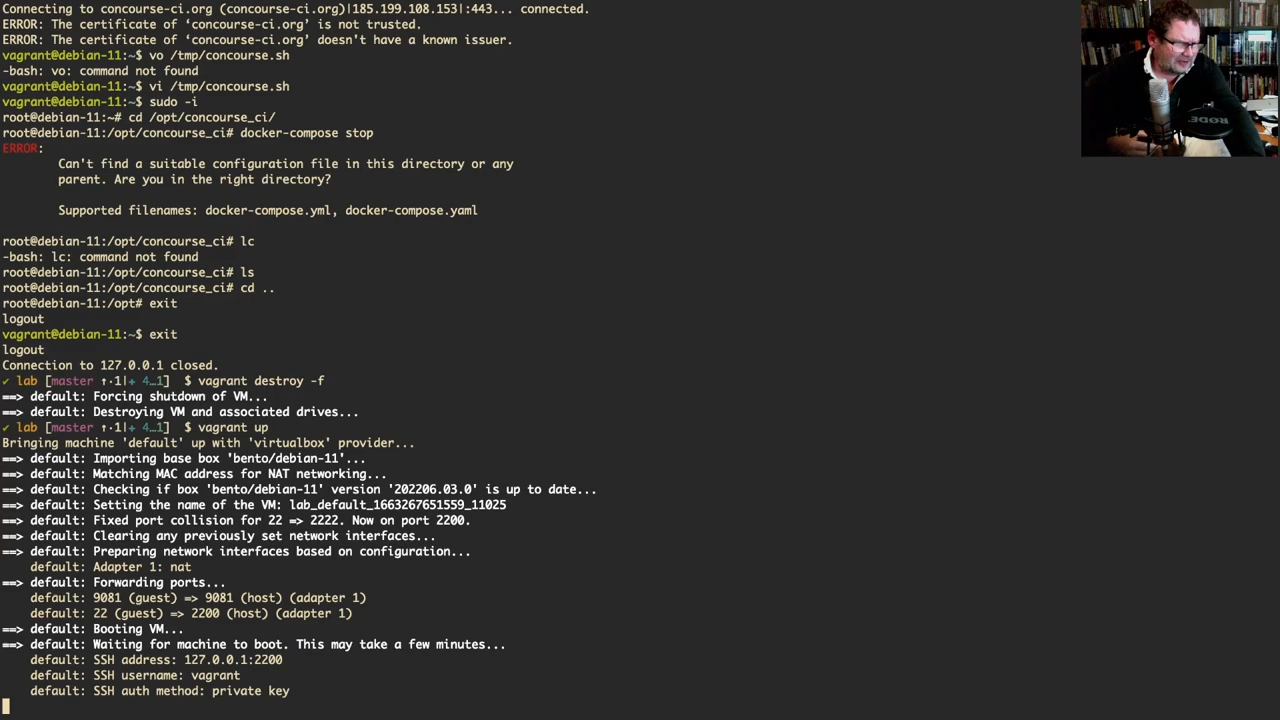 Connecting to concourse-ci.org (concourse-ci.org)|185.199.108.153|:443... connected.
ERROR: The certificate of ‘concourse-ci.org’ is not trusted.
ERROR: The certificate of ‘concourse-ci.org’ doesn't have a known issuer.
vagrant@debian-11:~$ vo /tmp/concourse.sh
-bash: vo: command not found
vagrant@debian-11:~$ vi /tmp/concourse.sh
vagrant@debian-11:~$ sudo -i
root@debian-11:~# cd /opt/concourse_ci/
root@debian-11:/opt/concourse_ci# docker-compose stop
ERROR:
Can't find a suitable configuration file in this directory or any
parent. Are you in the right directory?
Supported filenames: docker-compose.yml, docker-compose.yaml
root@debian-11:/opt/concourse_ci# lc
-bash: lc: command not found
root@debian-11:/opt/concourse_ci# ls
root@debian-11:/opt/concourse_ci# cd ..
root@debian-11:/opt# exit
logout
vagrant@debian-11:~$ exit
logout
Connection to 127.0.0.1 closed.
✔ lab [master ↑·1|✚ 4…1] $ vagrant destroy -f
==> default: Forcing shutdown of VM...
==> default: Destroying VM and associated drives...
✔ lab [master ↑·1|✚ 4…1] $ vagrant up
Bringing machine 'default' up with 'virtualbox' provider...
==> default: Importing base box 'bento/debian-11'...
==> default: Matching MAC address for NAT networking...
==> default: Checking if box 'bento/debian-11' version '202206.03.0' is up to date...
==> default: Setting the name of the VM: lab_default_1663267651559_11025
==> default: Fixed port collision for 22 => 2222. Now on port 2200.
==> default: Clearing any previously set network interfaces...
==> default: Preparing network interfaces based on configuration...
default: Adapter 1: nat
==> default: Forwarding ports...
default: 9081 (guest) => 9081 (host) (adapter 1)
default: 22 (guest) => 2200 (host) (adapter 1)
==> default: Booting VM...
==> default: Waiting for machine to boot. This may take a few minutes...
default: SSH address: 127.0.0.1:2200
default: SSH username: vagrant
default: SSH auth method: private key
RØDE